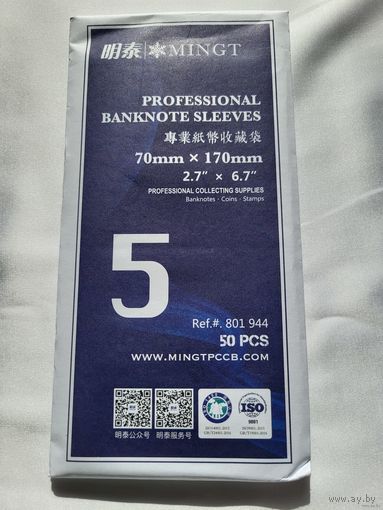 明泰 MINGT
PROFESSIONAL
BANKNOTE SLEEVES
專業紙幣收藏袋
70mm × 170mm
2.7” × 6.7”
PROFESSIONAL COLLECTING SUPPLIES
Banknotes · Coins · Stamps
5
Ref.#. 801 944
50 PCS
WWW.MINGTPCCB.COM
ISO
9001
明泰公众号 明泰服务号
www.ay.by